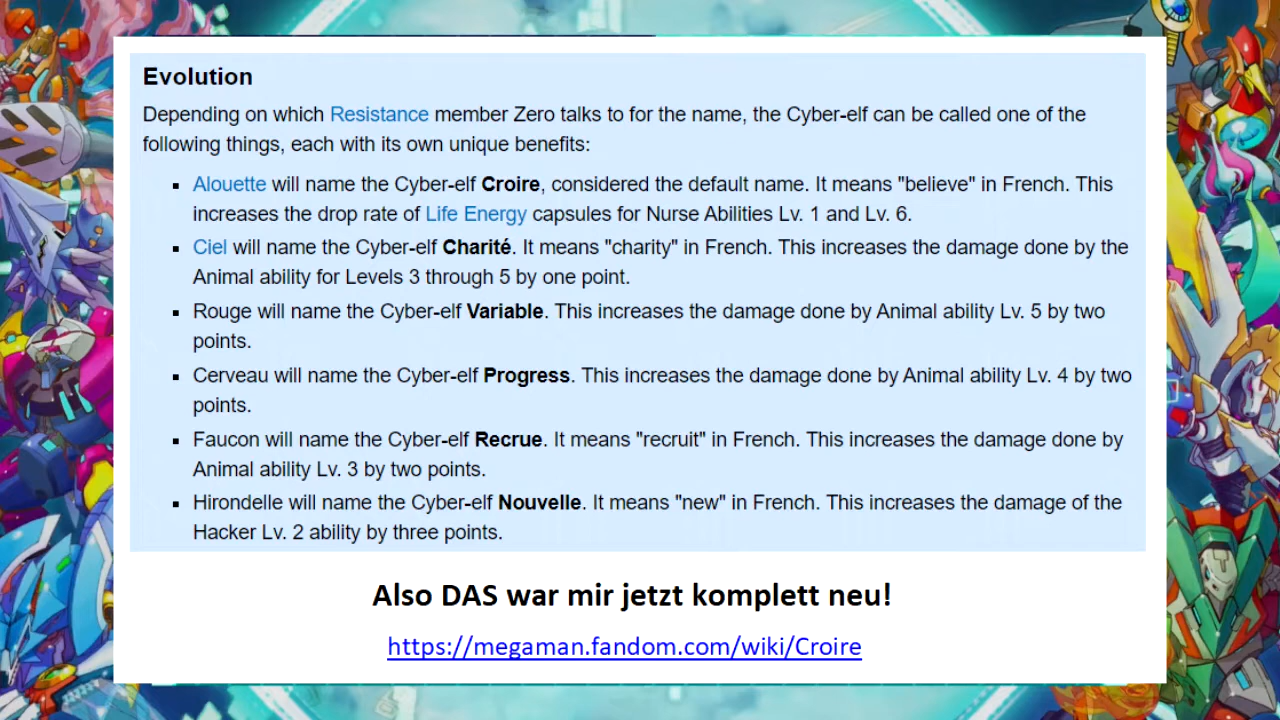 Evolution
Depending on which Resistance member Zero talks to for the name, the Cyber-elf can be called one of the
following things, each with its own unique benefits:
▪ Alouette will name the Cyber-elf Croire, considered the default name. It means "believe" in French. This
increases the drop rate of Life Energy capsules for Nurse Abilities Lv. 1 and Lv. 6.
▪ Ciel will name the Cyber-elf Charité. It means "charity" in French. This increases the damage done by the
Animal ability for Levels 3 through 5 by one point.
▪ Rouge will name the Cyber-elf Variable. This increases the damage done by Animal ability Lv. 5 by two
points.
▪ Cerveau will name the Cyber-elf Progress. This increases the damage done by Animal ability Lv. 4 by two
points.
▪ Faucon will name the Cyber-elf Recrue. It means "recruit" in French. This increases the damage done by
Animal ability Lv. 3 by two points.
▪ Hirondelle will name the Cyber-elf Nouvelle. It means "new" in French. This increases the damage of the
Hacker Lv. 2 ability by three points.
Also DAS war mir jetzt komplett neu!
https://megaman.fandom.com/wiki/Croire